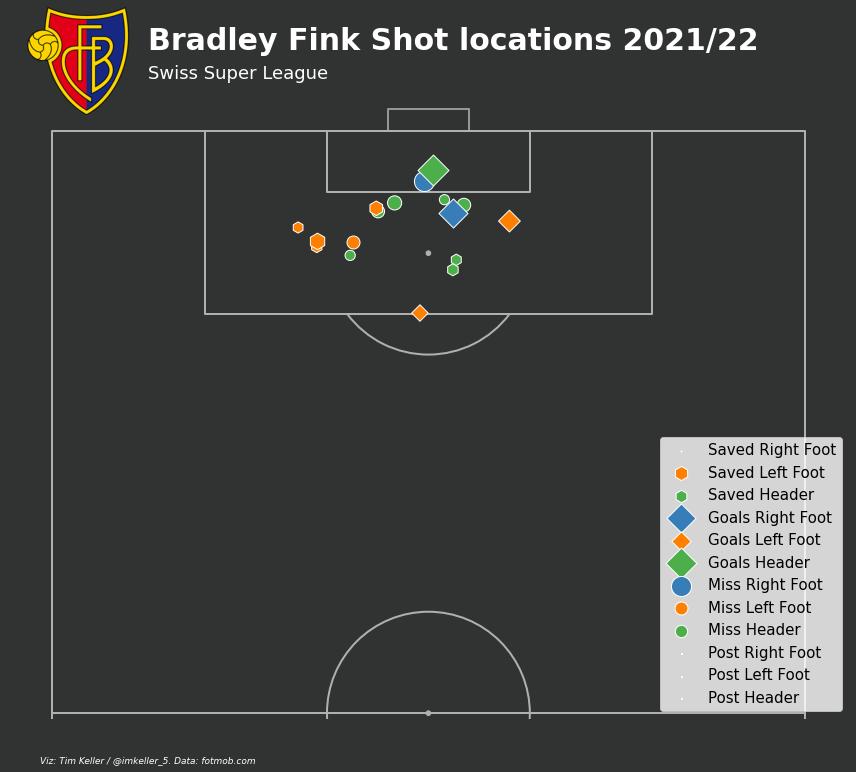 Bradley Fink Shot locations 2021/22
Swiss Super League
FCB
Saved Right Foot
Saved Left Foot
Saved Header
Goals Right Foot
Goals Left Foot
Goals Header
Miss Right Foot
Miss Left Foot
Miss Header
Post Right Foot
Post Left Foot
Post Header
Viz: Tim Keller / @imkeller_5. Data: fotmob.com